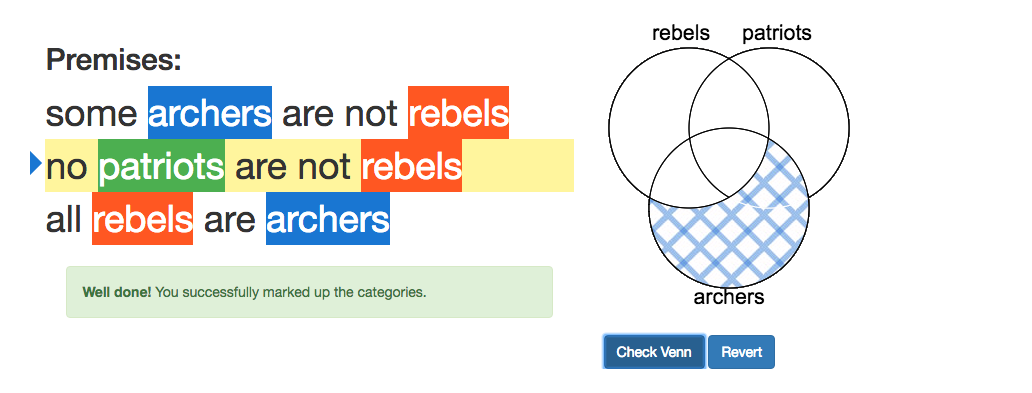 Premises:
some archers are not rebels
no patriots are not rebels
all rebels are archers
Well done! You successfully marked up the categories.
rebels patriots
archers
Check Venn Revert